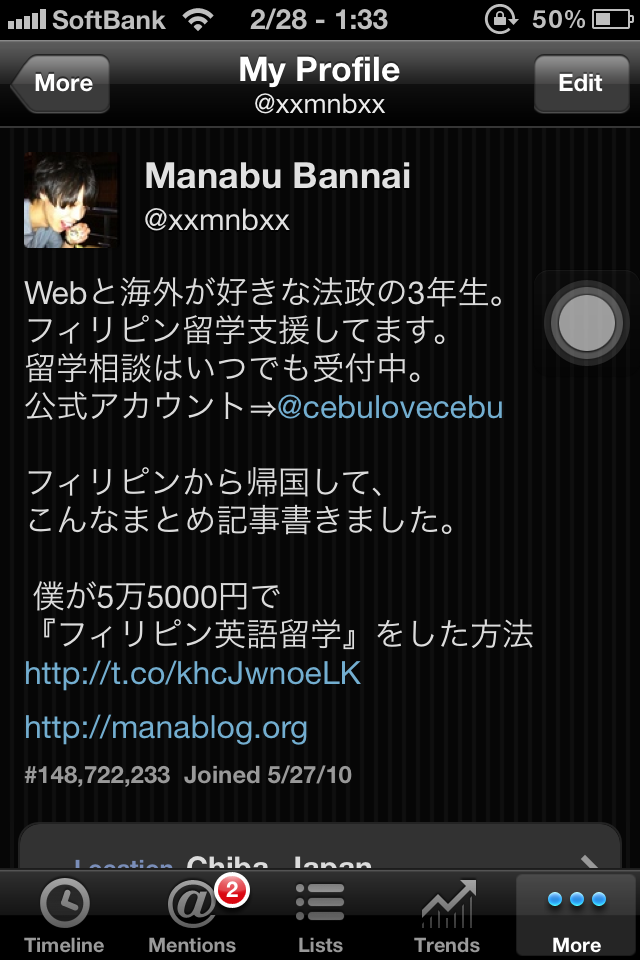 SoftBank 2/28 - 1:33 50%
More My Profile Edit
@xxmnbxx
Manabu Bannai
@xxmnbxx
Webと海外が好きな法政の3年生。
フィリピン留学支援してます。
留学相談はいつでも受付中。
公式アカウント⇒@cebulovecebu
フィリピンから帰国して、
こんなまとめ記事書きました。
僕が5万5000円で
『フィリピン英語留学』をした方法
http://t.co/khcJwnoeLK
http://manablog.org
#148,722,233 Joined 5/27/10
Location Chiba, Japan
2
Timeline Mentions Lists Trends More